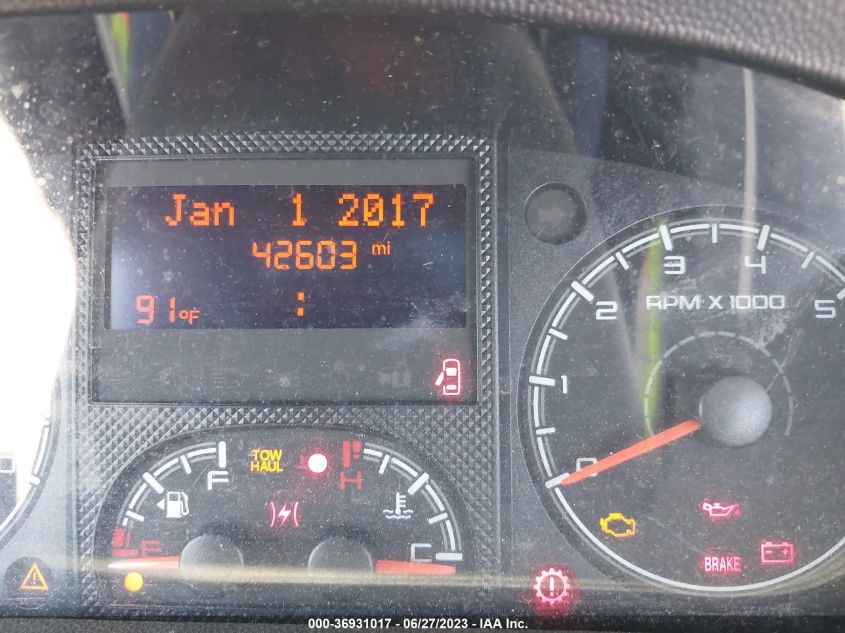 Jan 1 2017
42603 mi
91°F :
3 4
2 RPM X 1000 5
1
0
F TOW HAUL H
E C
BRAKE
000-36931017 - 06/27/2023 - IAA Inc.